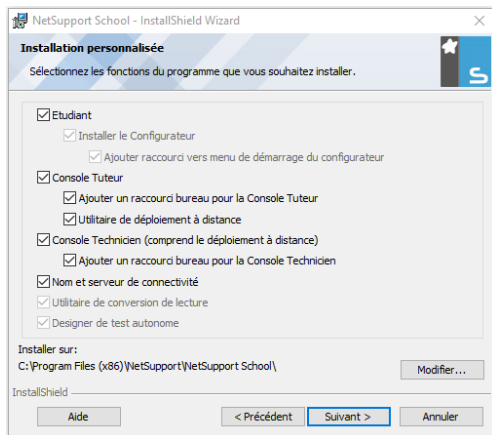 NetSupport School - InstallShield Wizard
Installation personnalisée
Sélectionnez les fonctions du programme que vous souhaitez installer.
S
Etudiant
Installer le Configurateur
Ajouter raccourci vers menu de démarrage du configurateur
Console Tuteur
Ajouter un raccourci bureau pour la Console Tuteur
Utilitaire de déploiement à distance
Console Technicien (comprend le déploiement à distance)
Ajouter un raccourci bureau pour la Console Technicien
Nom et serveur de connectivité
Utilitaire de conversion de lecture
Designer de test autonome
Installer sur:
C:\Program Files (x86)\NetSupport\NetSupport School\
Modifier...
InstallShield
Aide
< Précédent
Suivant >
Annuler